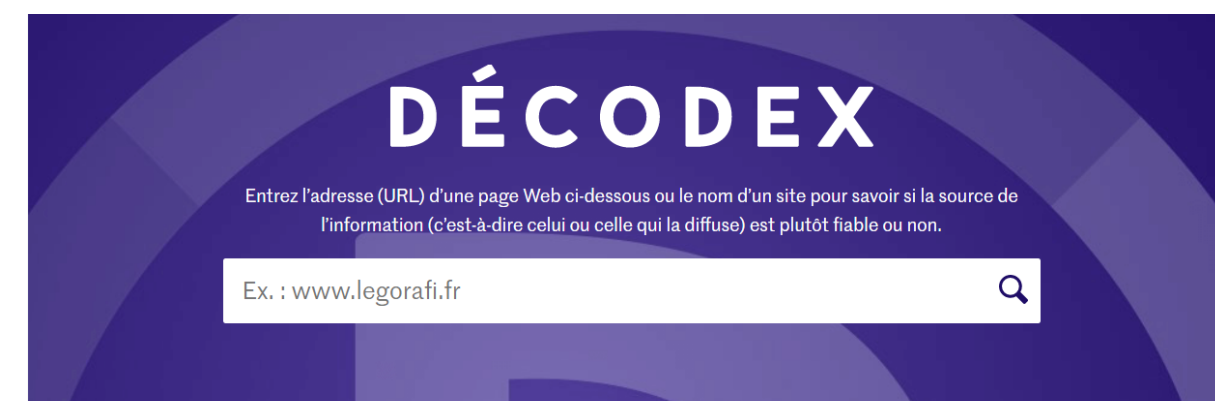 DÉCODEX
Entrez l’adresse (URL) d’une page Web ci-dessous ou le nom d’un site pour savoir si la source de
l’information (c’est-à-dire celui ou celle qui la diffuse) est plutôt fiable ou non.
Ex. : www.legorafi.fr